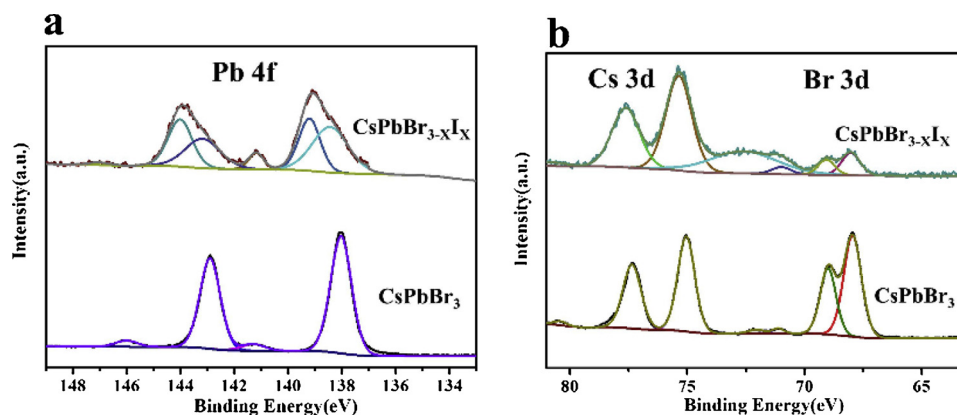 a
Pb 4f
CsPbBr3-XIX
CsPbBr3
Intensity(a.u.)
148 146 144 142 140 138 136 134
Binding Energy(eV)
b
Cs 3d Br 3d
CsPbBr3-XIX
CsPbBr3
Intensity(a.u.)
80 75 70 65
Binding Energy(eV)